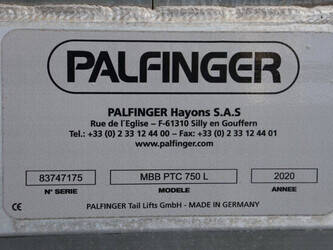 PALFINGER
PALFINGER Hayons S.A.S
Rue de l'Eglise – F-61310 Silly en Gouffern
Tel.: +33 (0) 2 33 12 44 00 – Fax: +33 (0) 2 33 12 44 01
www.palfinger.com
83747175 MBB PTC 750 L 2020
N° SERIE MODELE ANNEE
CE PALFINGER Tail Lifts GmbH - MADE IN GERMANY